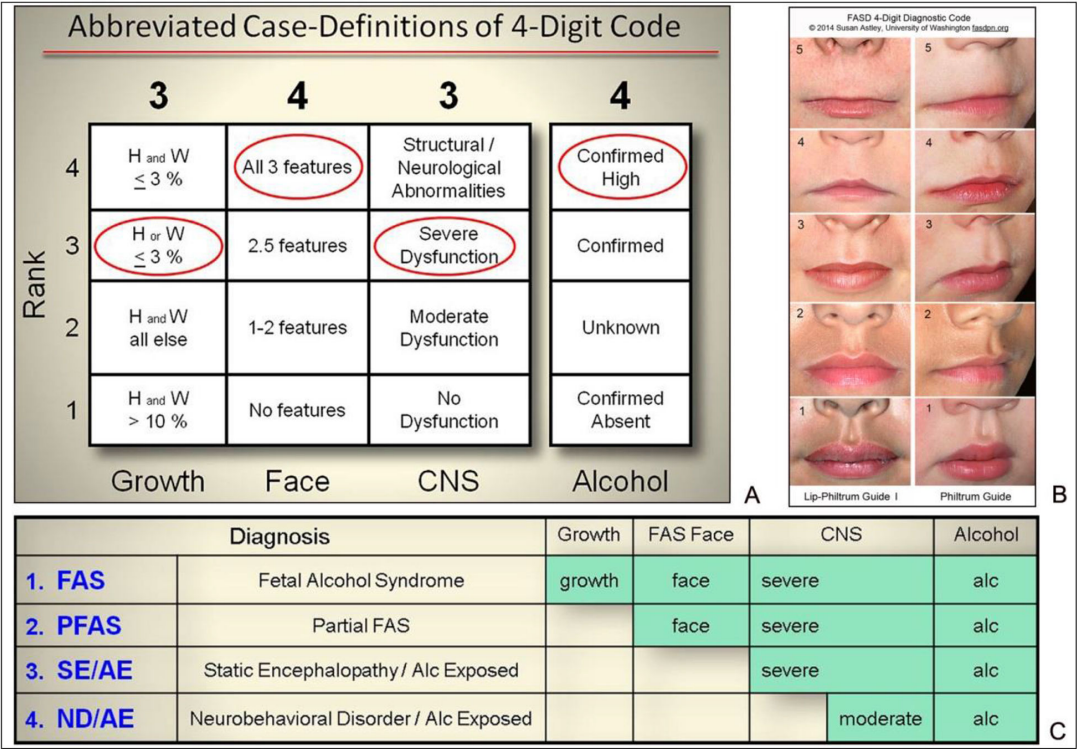 Abbreviated Case-Definitions of 4-Digit Code
3 4 3 4
Rank
4
H and W
≤ 3 %
All 3 features
Structural /
Neurological
Abnormalities
Confirmed
High
3
H or W
≤ 3 %
2.5 features
Severe
Dysfunction
Confirmed
2
H and W
all else
1-2 features
Moderate
Dysfunction
Unknown
1
H and W
> 10 %
No features
No
Dysfunction
Confirmed
Absent
Growth Face CNS Alcohol
A
FASD 4-Digit Diagnostic Code
© 2014 Susan Astley, University of Washington fasdpn.org
5 5
4 4
3 3
2 2
1 1
Lip-Philtrum Guide I Philtrum Guide
B
Diagnosis Growth FAS Face CNS Alcohol
1. FAS Fetal Alcohol Syndrome growth face severe alc
2. PFAS Partial FAS face severe alc
3. SE/AE Static Encephalopathy / Alc Exposed severe alc
4. ND/AE Neurobehavioral Disorder / Alc Exposed moderate alc
C